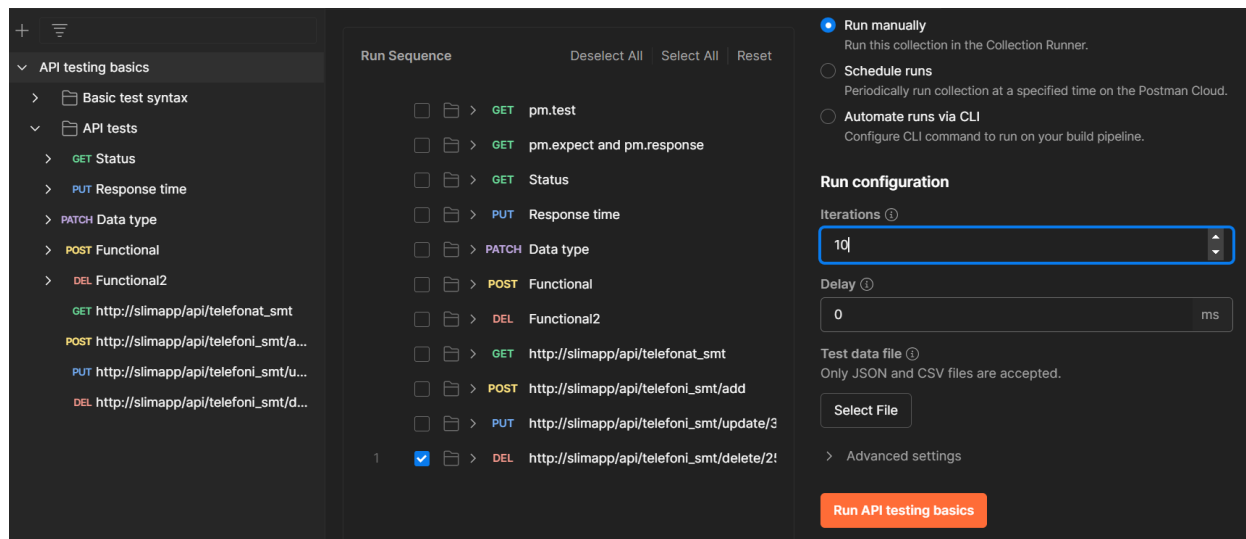 API testing basics
Basic test syntax
API tests
GET Status
PUT Response time
PATCH Data type
POST Functional
DEL Functional2
GET http://slimapp/api/telefonat_smt
POST http://slimapp/api/telefoni_smt/a...
PUT http://slimapp/api/telefoni_smt/u...
DEL http://slimapp/api/telefoni_smt/d...
Run Sequence Deselect All Select All Reset
GET pm.test
GET pm.expect and pm.response
GET Status
PUT Response time
PATCH Data type
POST Functional
DEL Functional2
GET http://slimapp/api/telefonat_smt
POST http://slimapp/api/telefoni_smt/add
PUT http://slimapp/api/telefoni_smt/update/3
1 DEL http://slimapp/api/telefoni_smt/delete/25
Run manually
Run this collection in the Collection Runner.
Schedule runs
Periodically run collection at a specified time on the Postman Cloud.
Automate runs via CLI
Configure CLI command to run on your build pipeline.
Run configuration
Iterations
10
Delay
0 ms
Test data file
Only JSON and CSV files are accepted.
Select File
Advanced settings
Run API testing basics